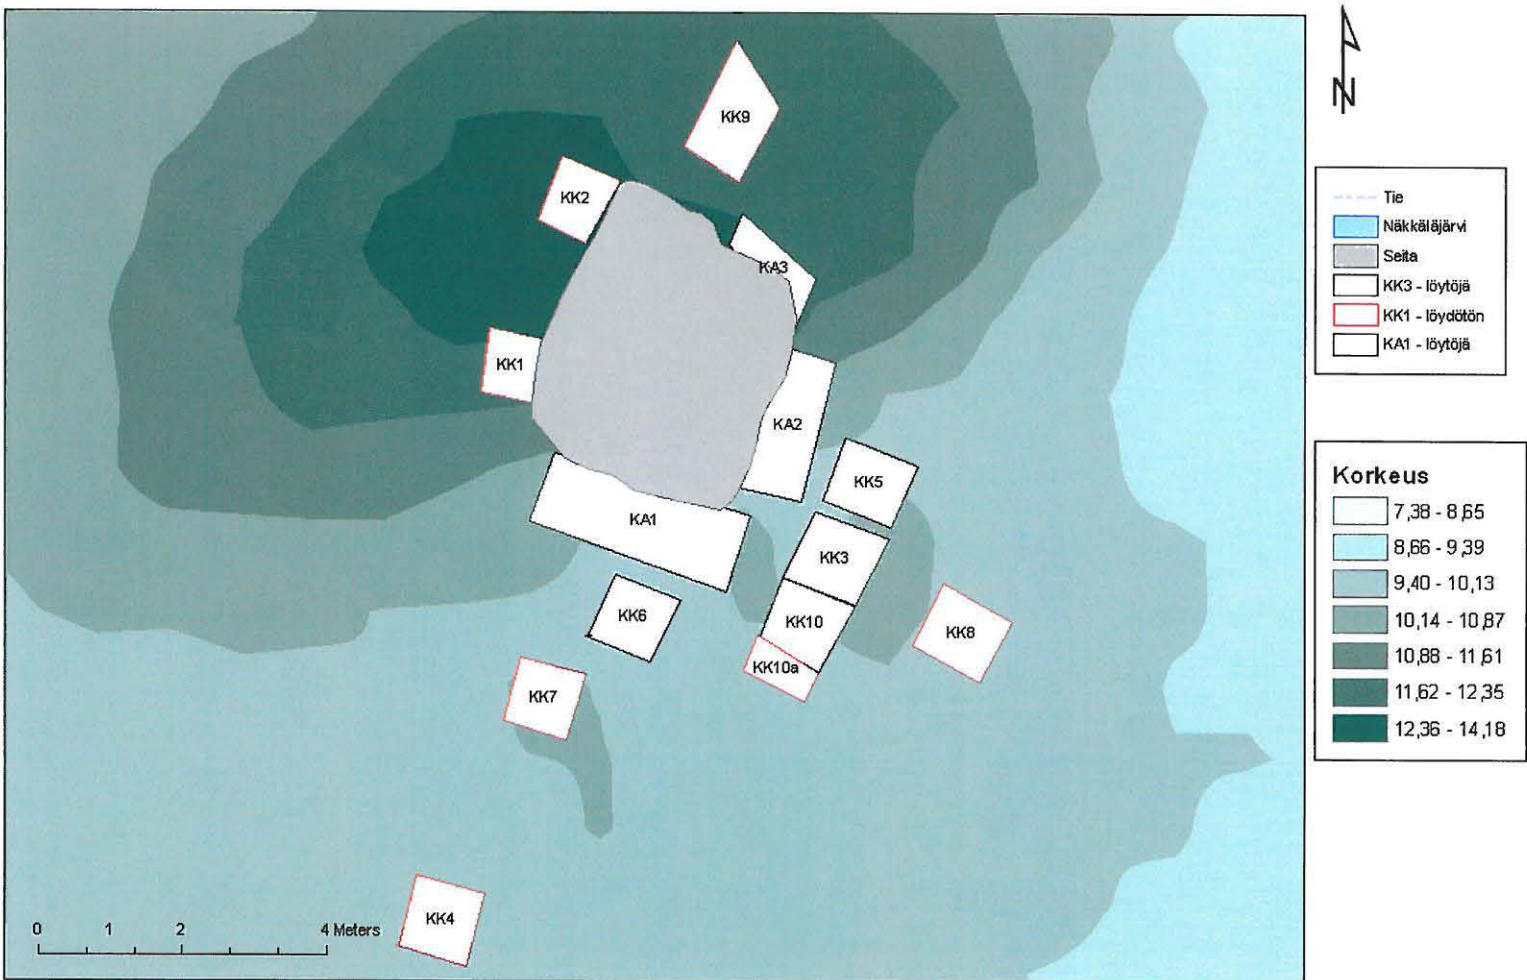 KK9
KK2
KA3
KK1
KA2
KK5
KA1
KK3
KK6
KK10
KK8
KK10a
KK7
KK4
0 1 2 4 Meters
N
Tie
Näkkäläjärvi
Seita
KK3 - löytöjä
KK1 - löydötön
KA1 - löytöjä
Korkeus
7,38 - 8,65
8,66 - 9,39
9,40 - 10,13
10,14 - 10,87
10,88 - 11,61
11,62 - 12,35
12,36 - 14,18